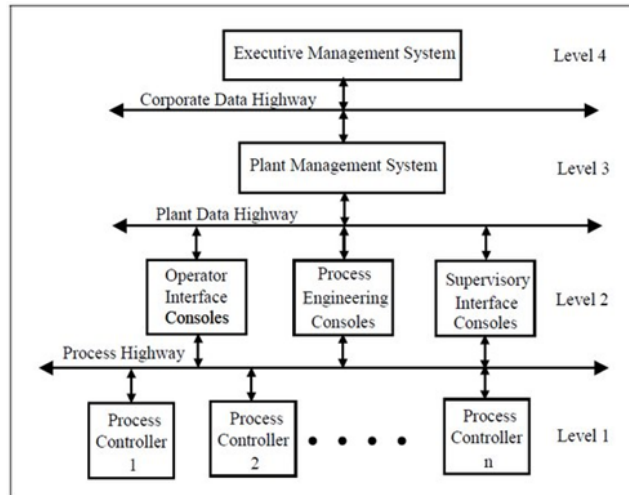 Executive Management System
Level 4
Corporate Data Highway
Plant Management System
Level 3
Plant Data Highway
Operator
Interface
Consoles
Process
Engineering
Consoles
Supervisory
Interface
Consoles
Level 2
Process Highway
Process
Controller
1
Process
Controller
2
Process
Controller
n
Level 1